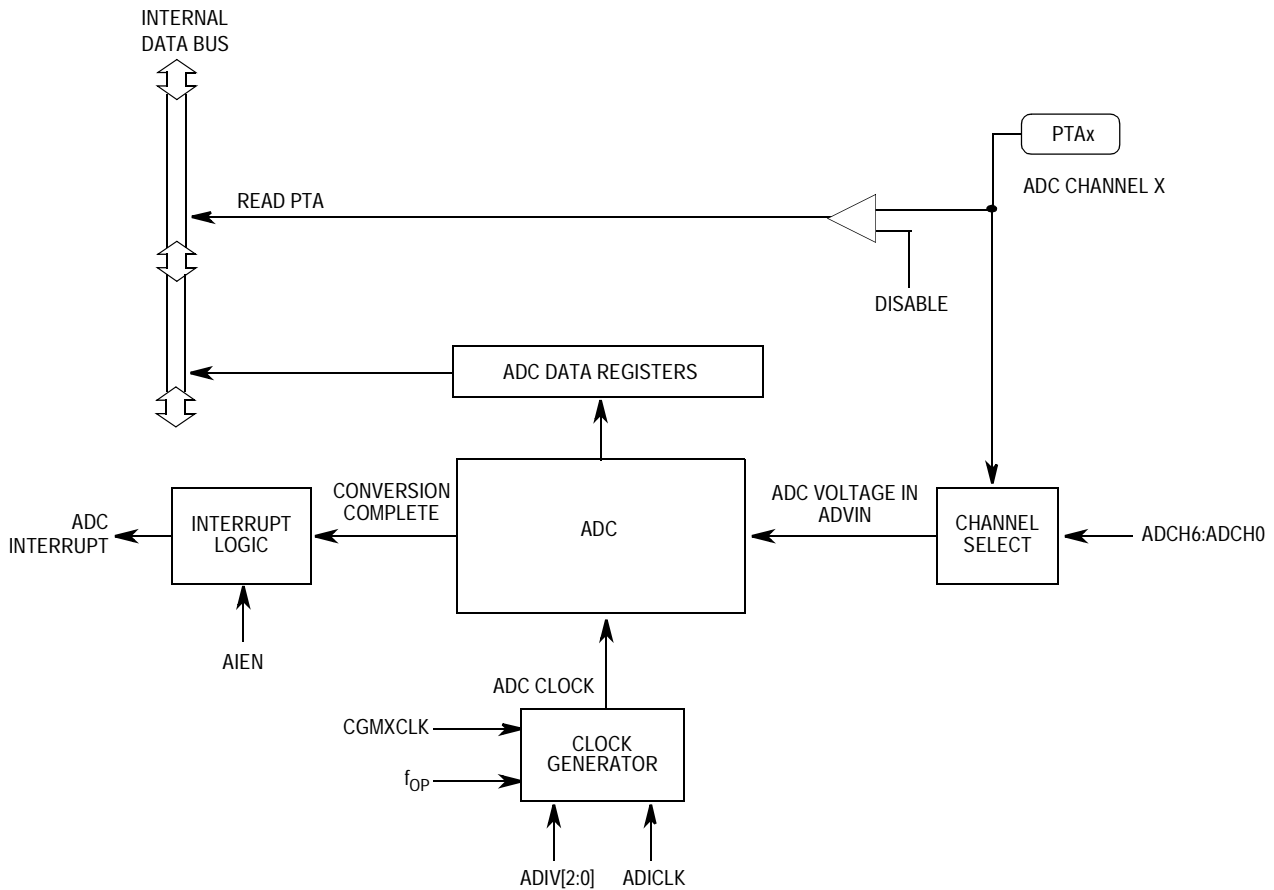 INTERNAL
DATA BUS
PTAx
ADC CHANNEL X
READ PTA
DISABLE
ADC DATA REGISTERS
ADC
INTERRUPT
INTERRUPT
LOGIC
CONVERSION
COMPLETE
ADC
ADC VOLTAGE IN
ADVIN
CHANNEL
SELECT
ADCH6:ADCH0
AIEN
ADC CLOCK
CGMXCLK
fOP
CLOCK
GENERATOR
ADIV[2:0]
ADICLK